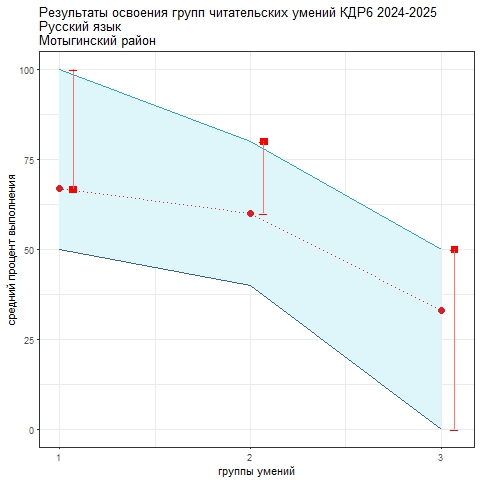 Результаты освоения групп читательских умений КДР6 2024-2025
Русский язык
Мотыгинский район
100
75
50
25
0
средний процент выполнения
1 2 3
группы умений